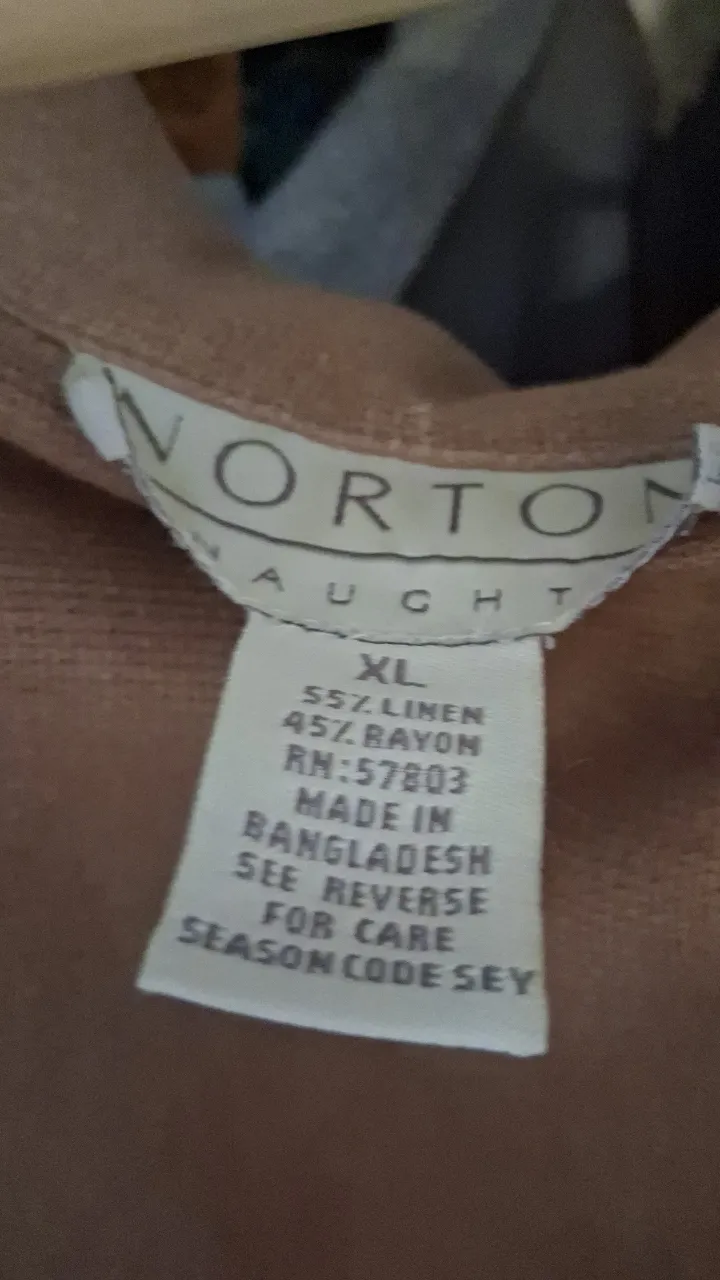 NORTON
NAUGHT
XL
55% LINEN
45% RAYON
RN:57803
MADE IN
BANGLADESH
SEE REVERSE
FOR CARE
SEASON CODE SEY